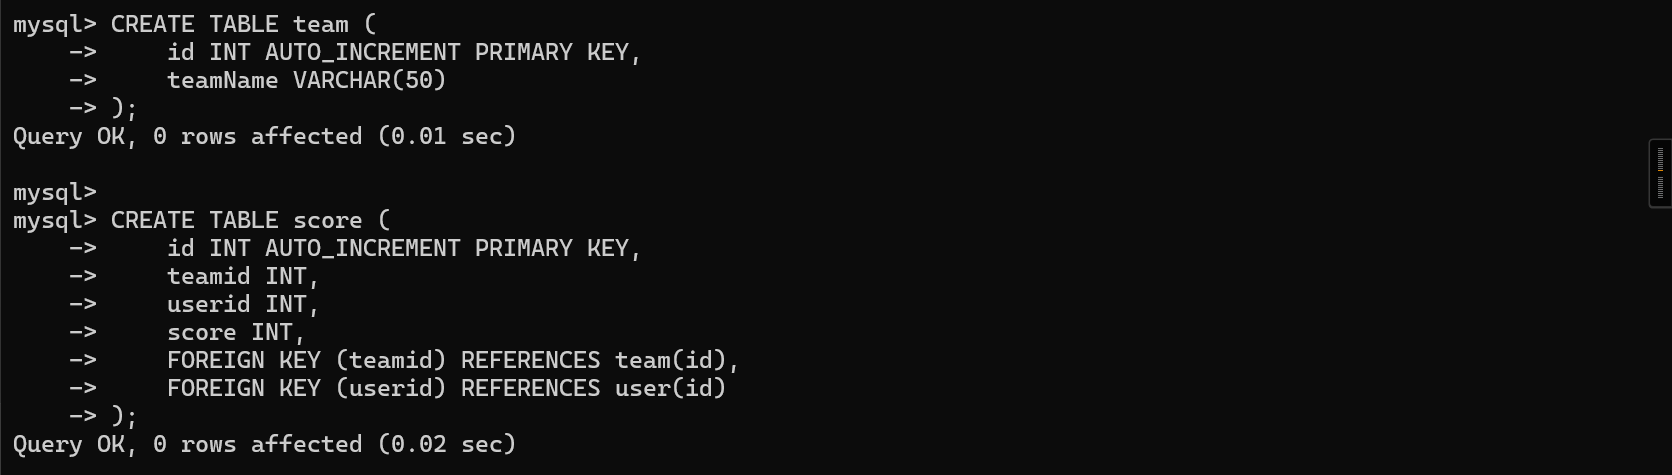 mysql> CREATE TABLE team (
    ->     id INT AUTO_INCREMENT PRIMARY KEY,
    ->     teamName VARCHAR(50)
    -> );
Query OK, 0 rows affected (0.01 sec)

mysql>
mysql> CREATE TABLE score (
    ->     id INT AUTO_INCREMENT PRIMARY KEY,
    ->     teamid INT,
    ->     userid INT,
    ->     score INT,
    ->     FOREIGN KEY (teamid) REFERENCES team(id),
    ->     FOREIGN KEY (userid) REFERENCES user(id)
    -> );
Query OK, 0 rows affected (0.02 sec)